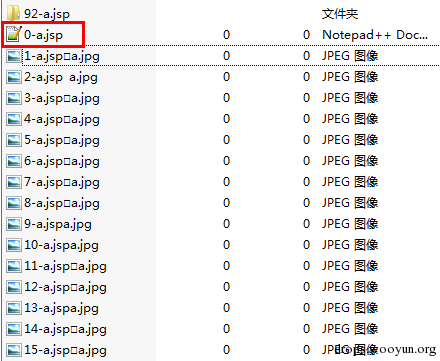 92-a.jsp 文件夹
0-a.jsp 0 0 Notepad++ Doc...
1-a.jsp□a.jpg 0 0 JPEG 图像
2-a.jsp a.jpg 0 0 JPEG 图像
3-a.jsp□a.jpg 0 0 JPEG 图像
4-a.jsp□a.jpg 0 0 JPEG 图像
5-a.jsp□a.jpg 0 0 JPEG 图像
6-a.jsp□a.jpg 0 0 JPEG 图像
7-a.jsp□a.jpg 0 0 JPEG 图像
8-a.jsp□a.jpg 0 0 JPEG 图像
9-a.jspa.jpg 0 0 JPEG 图像
10-a.jspa.jpg 0 0 JPEG 图像
11-a.jsp□a.jpg 0 0 JPEG 图像
12-a.jsp□a.jpg 0 0 JPEG 图像
13-a.jspa.jpg 0 0 JPEG 图像
14-a.jsp□a.jpg 0 0 JPEG 图像
15-a.jsp□a.jpg 0 0 JPEG 图像
drops.wooyun.org